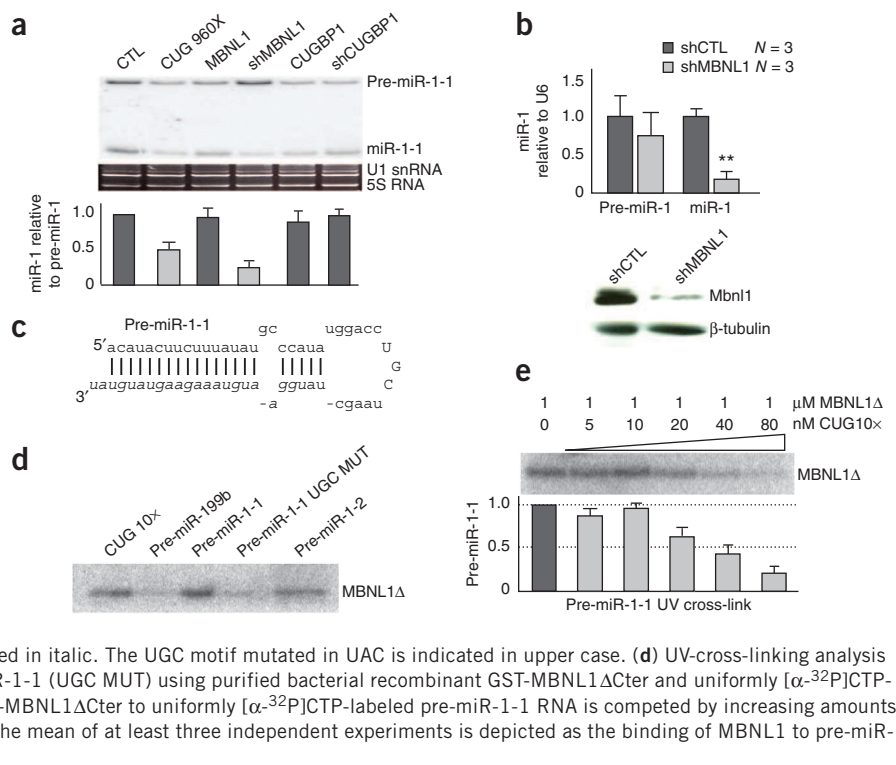 a
CTL
CUG 960X
MBNL1
shMBNL1
CUGBP1
shCUGBP1
Pre-miR-1-1
miR-1-1
U1 snRNA
5S RNA
miR-1 relative
to pre-miR-1
1.0
0.5
0
b
shCTL N = 3
shMBNL1 N = 3
miR-1
relative to U6
1.5
1.0
0.5
0
**
Pre-miR-1 miR-1
shCTL
shMBNL1
Mbnl1
β-tubulin
c
Pre-miR-1-1
gc uggacc
5′acauacuucuuuauau ccaua U
G
uauguaugaagaaaugua gguau C
3′
-a -cgaau
d
CUG 10×
Pre-miR-199b
Pre-miR-1-1
Pre-miR-1-1 UGC MUT
Pre-miR-1-2
MBNL1Δ
e
1 1 1 1 1 1 μM MBNL1Δ
0 5 10 20 40 80 nM CUG10×
MBNL1Δ
Pre-miR-1-1
1.0
0.5
0
Pre-miR-1-1 UV cross-link
ed in italic. The UGC motif mutated in UAC is indicated in upper case. (d) UV-cross-linking analysis
R-1-1 (UGC MUT) using purified bacterial recombinant GST-MBNL1ΔCter and uniformly [α-³²P]CTP-
-MBNL1ΔCter to uniformly [α-³²P]CTP-labeled pre-miR-1-1 RNA is competed by increasing amounts
he mean of at least three independent experiments is depicted as the binding of MBNL1 to pre-miR-